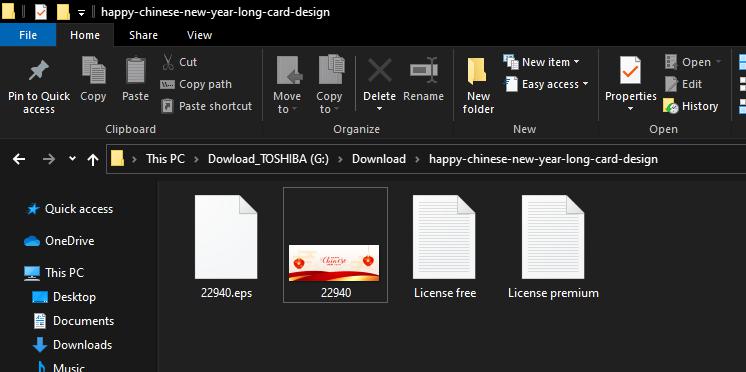 happy-chinese-new-year-long-card-design
File Home Share View
Pin to Quick access
Copy
Paste
Cut
Copy path
Paste shortcut
Clipboard
Move to
Copy to
Delete
Rename
Organize
New folder
New item
Easy access
New
Properties
Open
Edit
History
Open
This PC > Dowload_TOSHIBA (G:) > Download > happy-chinese-new-year-long-card-design
Quick access
OneDrive
This PC
Desktop
Documents
Downloads
Music
22940.eps
Chinese
22940
License free
License premium